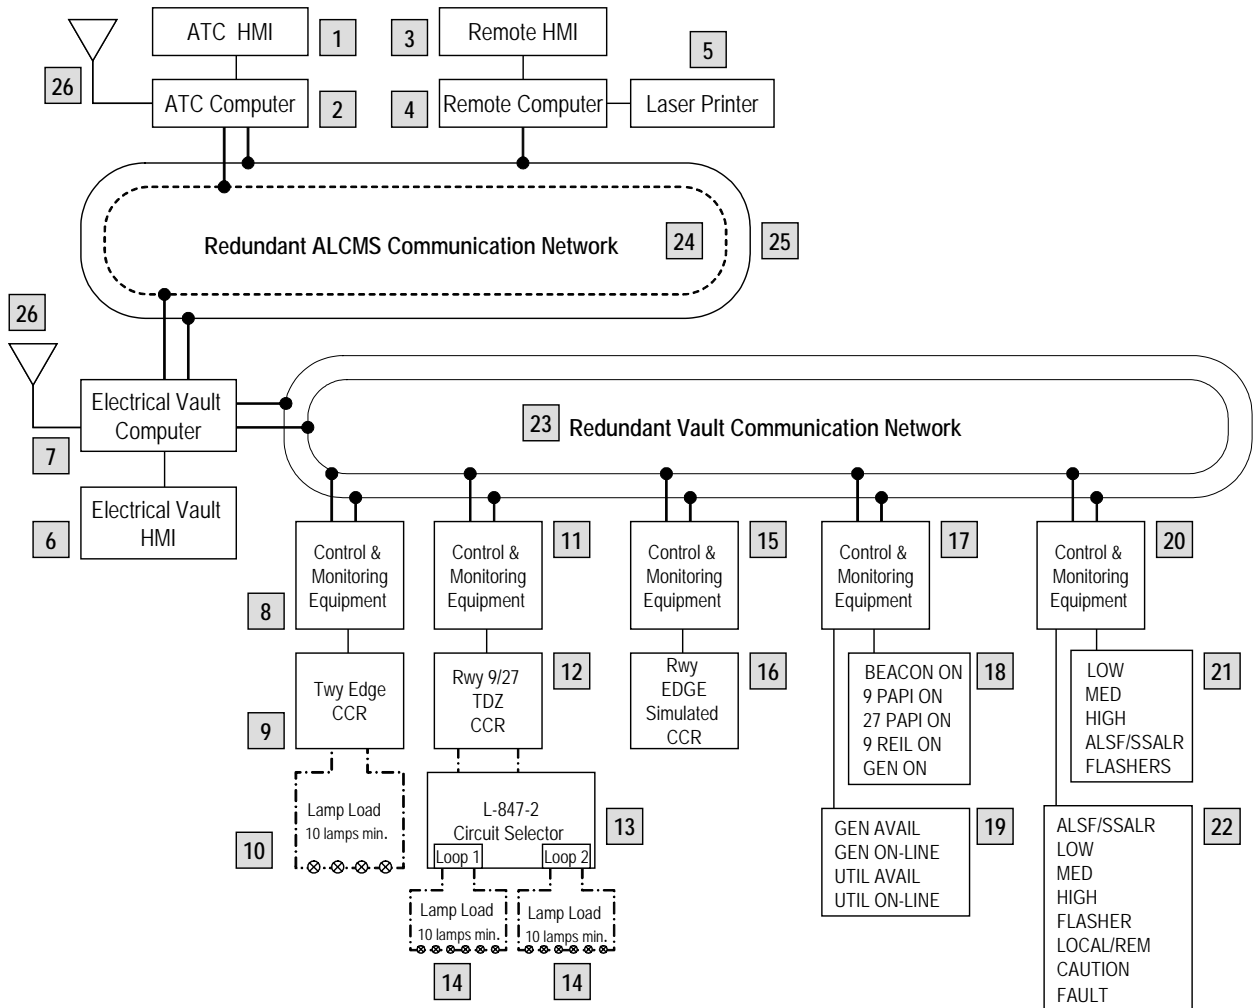 ATC HMI
1
3
Remote HMI
5
26
ATC Computer
2
4
Remote Computer
Laser Printer
Redundant ALCMS Communication Network
24
25
26
Electrical Vault
Computer
7
23
Redundant Vault Communication Network
Electrical Vault
HMI
6
Control &
Monitoring
Equipment
8
Control &
Monitoring
Equipment
11
Control &
Monitoring
Equipment
15
Control &
Monitoring
Equipment
17
Control &
Monitoring
Equipment
20
Twy Edge
CCR
9
Rwy 9/27
TDZ
CCR
12
Rwy
EDGE
Simulated
CCR
16
BEACON ON
9 PAPI ON
27 PAPI ON
9 REIL ON
GEN ON
18
LOW
MED
HIGH
ALSF/SSALR
FLASHERS
21
Lamp Load
10 lamps min.
10
L-847-2
Circuit Selector
Loop 1
Loop 2
13
GEN AVAIL
GEN ON-LINE
UTIL AVAIL
UTIL ON-LINE
19
ALSF/SSALR
LOW
MED
HIGH
FLASHER
LOCAL/REM
CAUTION
FAULT
22
Lamp Load
10 lamps min.
14
Lamp Load
10 lamps min.
14